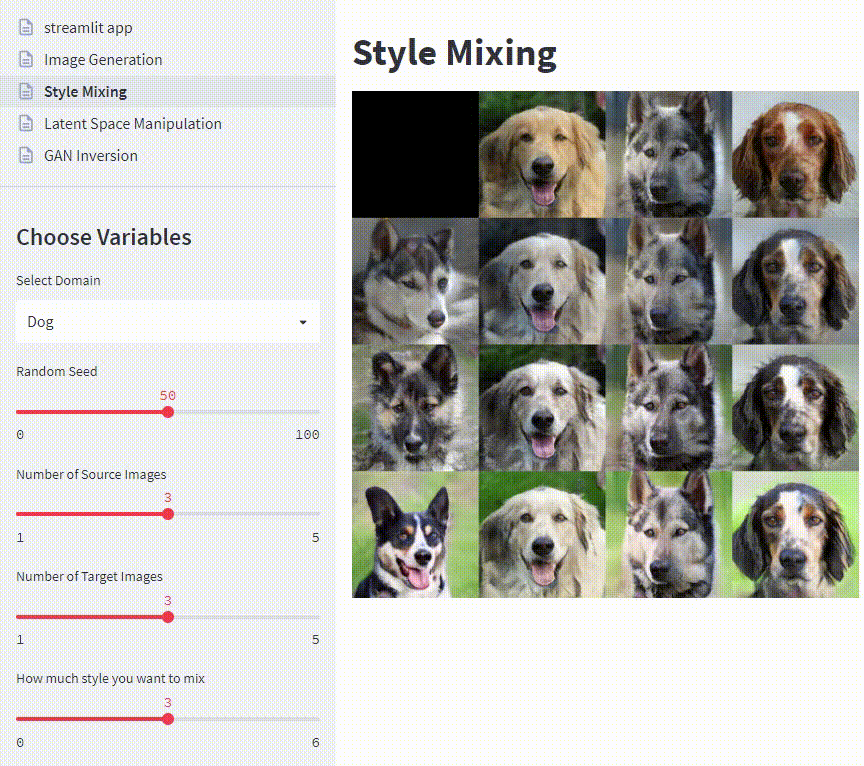 streamlit app
Image Generation
Style Mixing
Latent Space Manipulation
GAN Inversion
Choose Variables
Select Domain
Dog
Random Seed
50
0 100
Number of Source Images
3
1 5
Number of Target Images
3
1 5
How much style you want to mix
3
0 6
Style Mixing